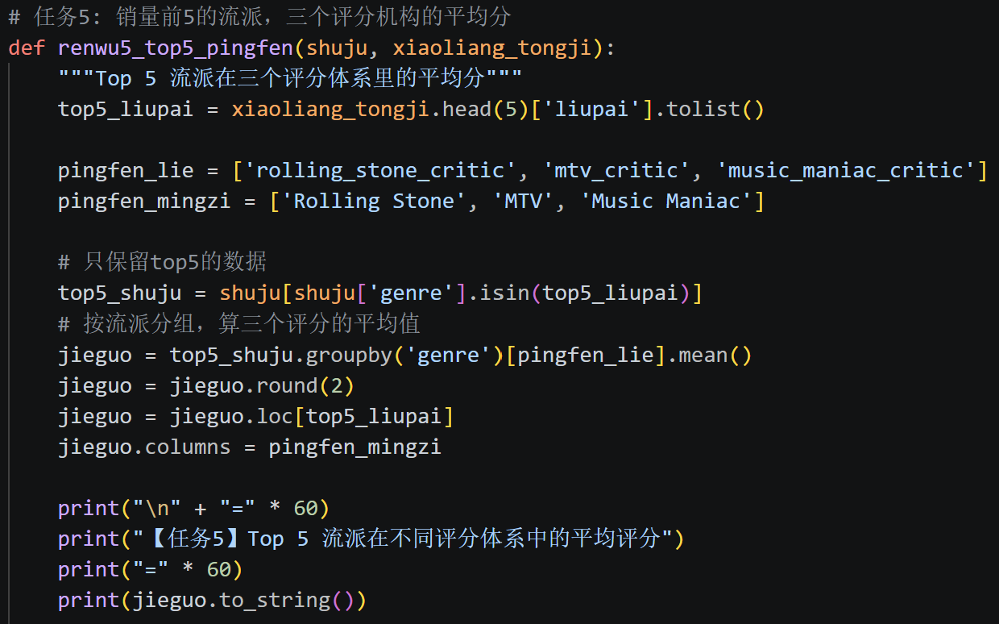 # 任务5: 销量前5的流派，三个评分机构的平均分
def renwu5_top5_pingfen(shuju, xiaoliang_tongji):
    """Top 5 流派在三个评分体系里的平均分"""
    top5_liupai = xiaoliang_tongji.head(5)['liupai'].tolist()
    pingfen_lie = ['rolling_stone_critic', 'mtv_critic', 'music_maniac_critic']
    pingfen_mingzi = ['Rolling Stone', 'MTV', 'Music Maniac']
    # 只保留top5的数据
    top5_shuju = shuju[shuju['genre'].isin(top5_liupai)]
    # 按流派分组，算三个评分的平均值
    jieguo = top5_shuju.groupby('genre')[pingfen_lie].mean()
    jieguo = jieguo.round(2)
    jieguo = jieguo.loc[top5_liupai]
    jieguo.columns = pingfen_mingzi
    print("\n" + "=" * 60)
    print("【任务5】Top 5 流派在不同评分体系中的平均评分")
    print("=" * 60)
    print(jieguo.to_string())